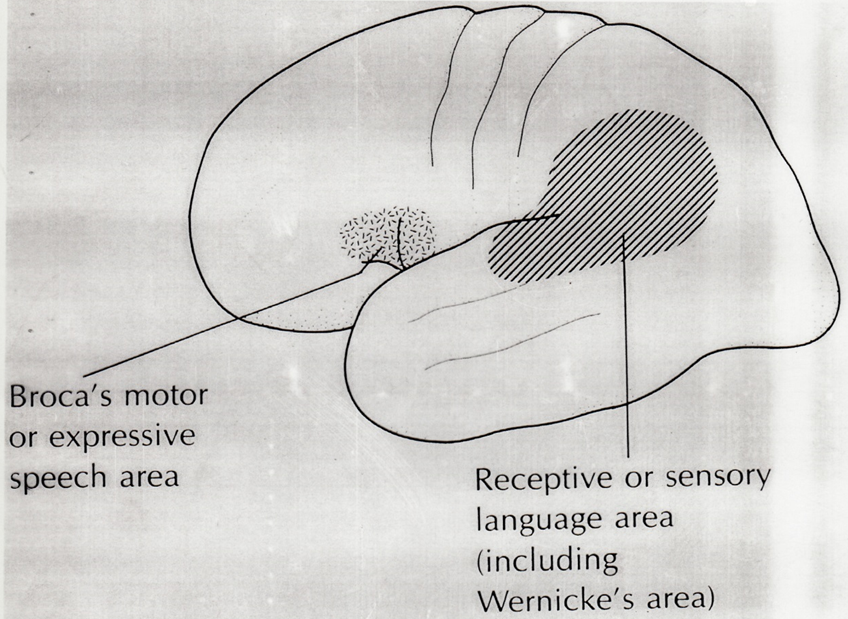 Broca's motor
or expressive
speech area
Receptive or sensory
language area
(including
Wernicke's area)